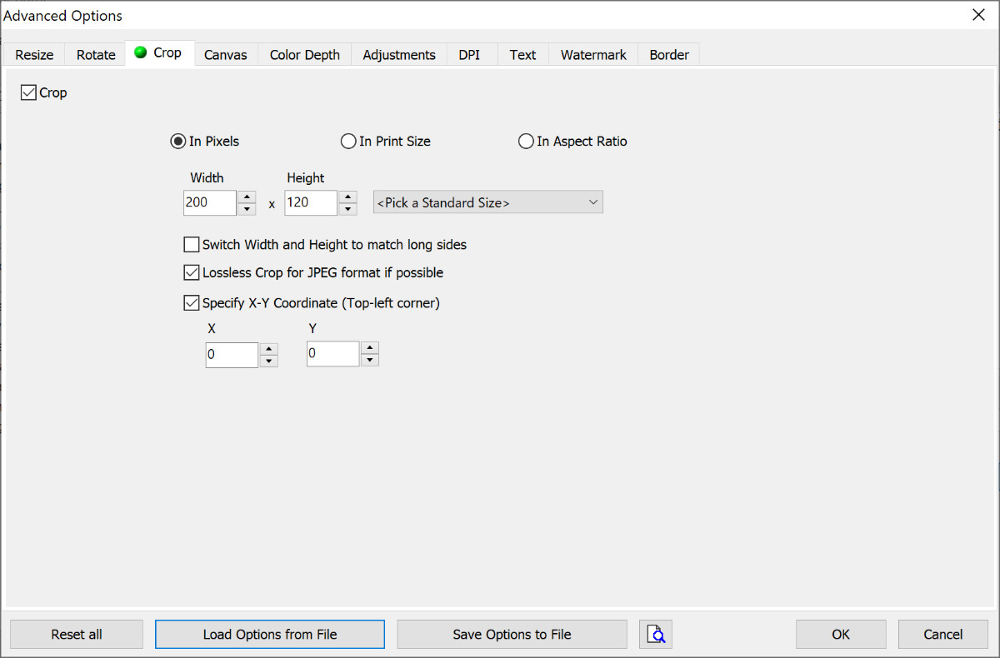 Advanced Options
Resize Rotate Crop Canvas Color Depth Adjustments DPI Text Watermark Border
Crop
In Pixels In Print Size In Aspect Ratio
Width Height
200 x 120 <Pick a Standard Size>
Switch Width and Height to match long sides
Lossless Crop for JPEG format if possible
Specify X-Y Coordinate (Top-left corner)
X Y
0 0
Reset all Load Options from File Save Options to File OK Cancel